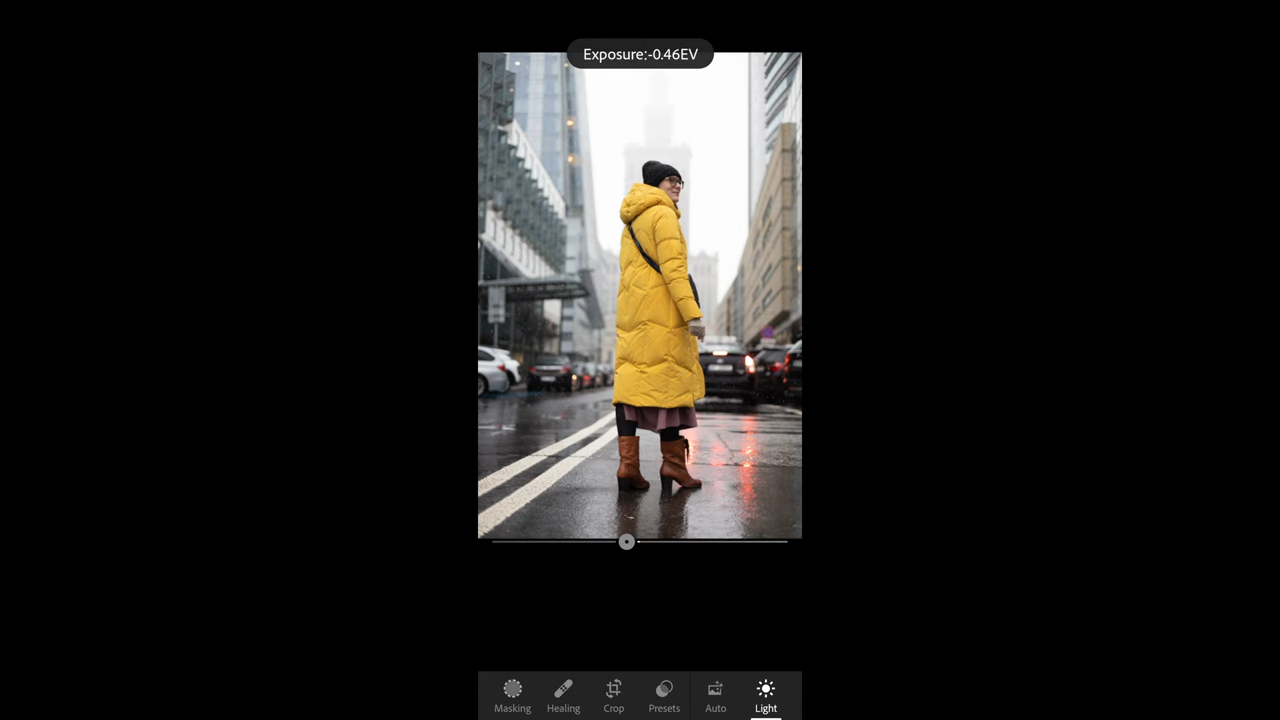 Exposure:-0.46EV
Masking
Healing
Crop
Presets
Auto
Light